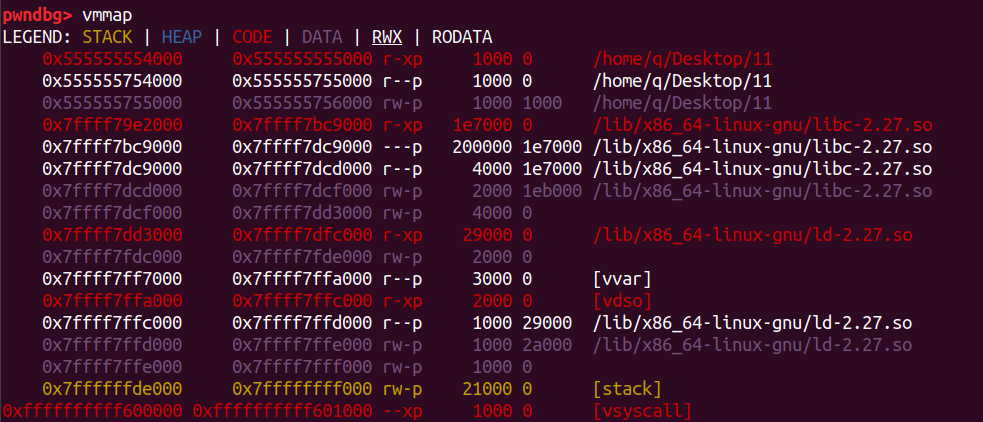 pwndbg> vmmap
LEGEND: STACK | HEAP | CODE | DATA | RWX | RODATA
0x555555554000 0x555555555000 r-xp 1000 0 /home/q/Desktop/11
0x555555754000 0x555555755000 r--p 1000 0 /home/q/Desktop/11
0x555555755000 0x555555756000 rw-p 1000 1000 /home/q/Desktop/11
0x7ffff79e2000 0x7ffff7bc9000 r-xp 1e7000 0 /lib/x86_64-linux-gnu/libc-2.27.so
0x7ffff7bc9000 0x7ffff7dc9000 ---p 200000 1e7000 /lib/x86_64-linux-gnu/libc-2.27.so
0x7ffff7dc9000 0x7ffff7dcd000 r--p 4000 1e7000 /lib/x86_64-linux-gnu/libc-2.27.so
0x7ffff7dcd000 0x7ffff7dcf000 rw-p 2000 1eb000 /lib/x86_64-linux-gnu/libc-2.27.so
0x7ffff7dcf000 0x7ffff7dd3000 rw-p 4000 0
0x7ffff7dd3000 0x7ffff7dfc000 r-xp 29000 0 /lib/x86_64-linux-gnu/ld-2.27.so
0x7ffff7fdc000 0x7ffff7fde000 rw-p 2000 0
0x7ffff7ff7000 0x7ffff7ffa000 r--p 3000 0 [vvar]
0x7ffff7ffa000 0x7ffff7ffc000 r-xp 2000 0 [vdso]
0x7ffff7ffc000 0x7ffff7ffd000 r--p 1000 29000 /lib/x86_64-linux-gnu/ld-2.27.so
0x7ffff7ffd000 0x7ffff7ffe000 rw-p 1000 2a000 /lib/x86_64-linux-gnu/ld-2.27.so
0x7ffff7ffe000 0x7ffff7fff000 rw-p 1000 0
0x7ffffffde000 0x7ffffffff000 rw-p 21000 0 [stack]
0xffffffffff600000 0xffffffffff601000 --xp 1000 0 [vsyscall]